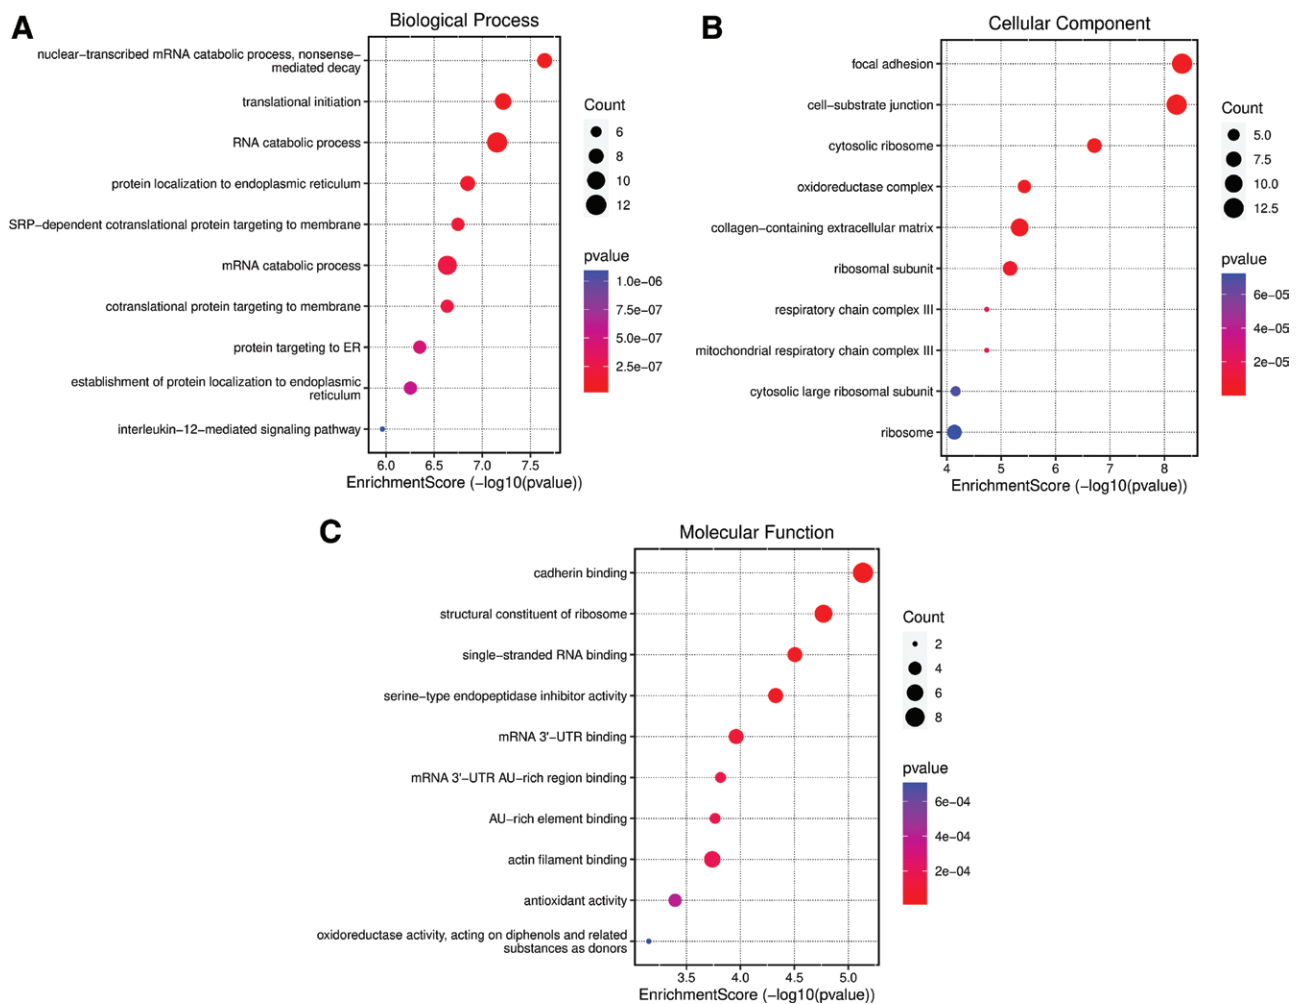 A
Biological Process
nuclear−transcribed mRNA catabolic process, nonsense−
mediated decay
translational initiation
RNA catabolic process
protein localization to endoplasmic reticulum
SRP−dependent cotranslational protein targeting to membrane
mRNA catabolic process
cotranslational protein targeting to membrane
protein targeting to ER
establishment of protein localization to endoplasmic
reticulum
interleukin−12−mediated signaling pathway
6.0 6.5 7.0 7.5
EnrichmentScore (−log10(pvalue))
Count
6
8
10
12
pvalue
1.0e−06
7.5e−07
5.0e−07
2.5e−07
B
Cellular Component
focal adhesion
cell−substrate junction
cytosolic ribosome
oxidoreductase complex
collagen−containing extracellular matrix
ribosomal subunit
respiratory chain complex III
mitochondrial respiratory chain complex III
cytosolic large ribosomal subunit
ribosome
4 5 6 7 8
EnrichmentScore (−log10(pvalue))
Count
5.0
7.5
10.0
12.5
pvalue
6e−05
4e−05
2e−05
C
Molecular Function
cadherin binding
structural constituent of ribosome
single−stranded RNA binding
serine−type endopeptidase inhibitor activity
mRNA 3'−UTR binding
mRNA 3'−UTR AU−rich region binding
AU−rich element binding
actin filament binding
antioxidant activity
oxidoreductase activity, acting on diphenols and related
substances as donors
3.5 4.0 4.5 5.0
EnrichmentScore (−log10(pvalue))
Count
2
4
6
8
pvalue
6e−04
4e−04
2e−04